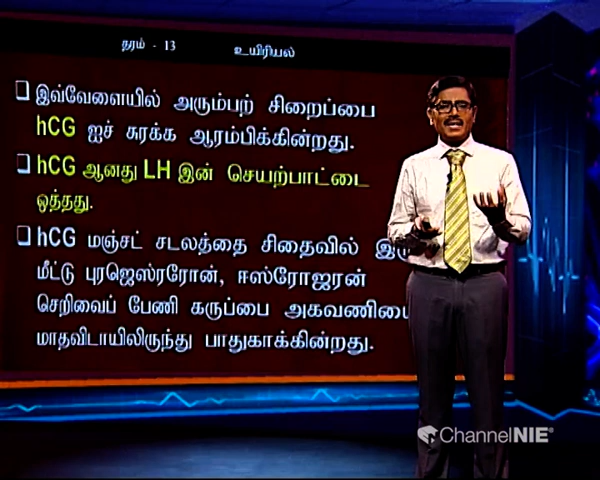 தரம் - 13 உயிரியல்
இவ்வேளையில் அரும்பற் சிறைப்பை
hCG ஐச் சுரக்க ஆரம்பிக்கின்றது.
hCG ஆனது LH இன் செயற்பாட்டை
ஒத்தது.
hCG மஞ்சட் சடலத்தை சிதைவில்
மீட்டு புரஜெஸ்ரரோன், ஈஸ்ரோஜரன்
செறிவைப் பேணி கருப்பை அகவணியை
மாதவிடாயிலிருந்து பாதுகாக்கின்றது.
ChannelNIE®